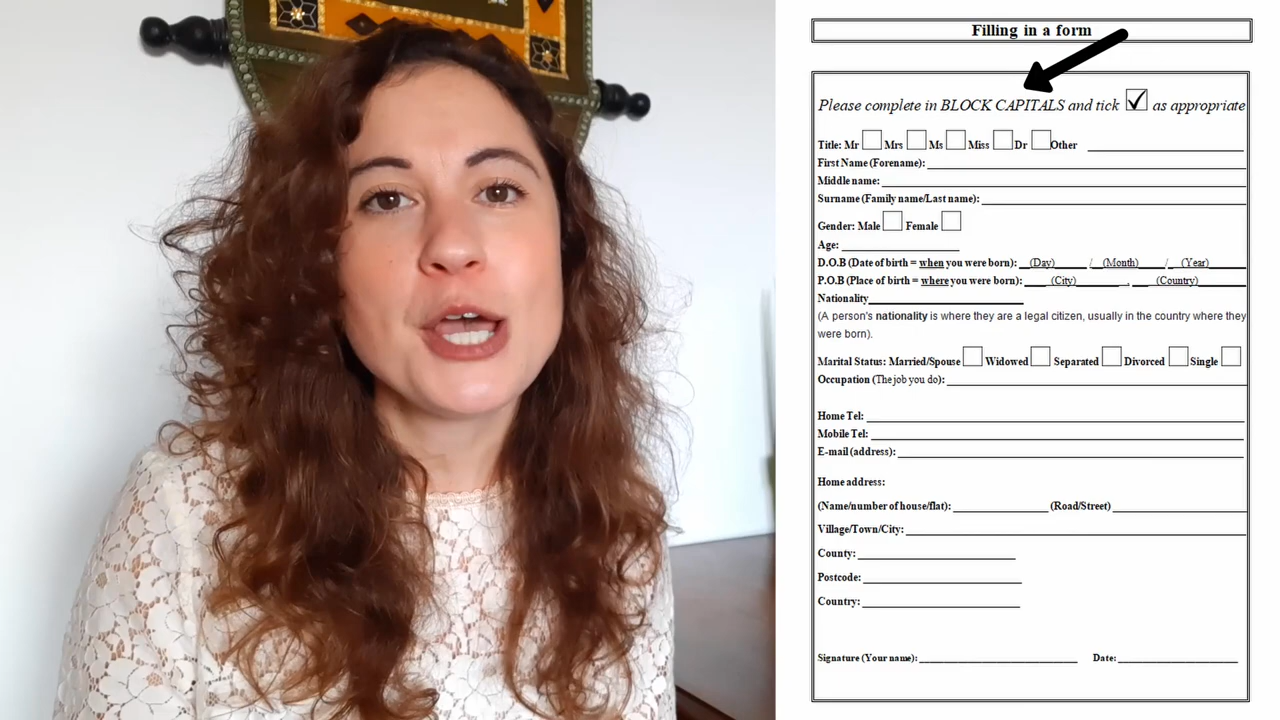 Filling in a form
Please complete in BLOCK CAPITALS and tick as appropriate
Title: Mr Mrs Ms Miss Dr Other
First Name (Forename):
Middle name:
Surname (Family name/Last name):
Gender: Male Female
Age:
D.O.B (Date of birth = when you were born): (Day) / (Month) / (Year)
P.O.B (Place of birth = where you were born): (City) , (Country)
Nationality
(A person's nationality is where they are a legal citizen, usually in the country where they
were born).
Marital Status: Married/Spouse Widowed Separated Divorced Single
Occupation (The job you do):
Home Tel:
Mobile Tel:
E-mail (address):
Home address:
(Name/number of house/flat): (Road/Street)
Village/Town/City:
County:
Postcode:
Country:
Signature (Your name): Date: